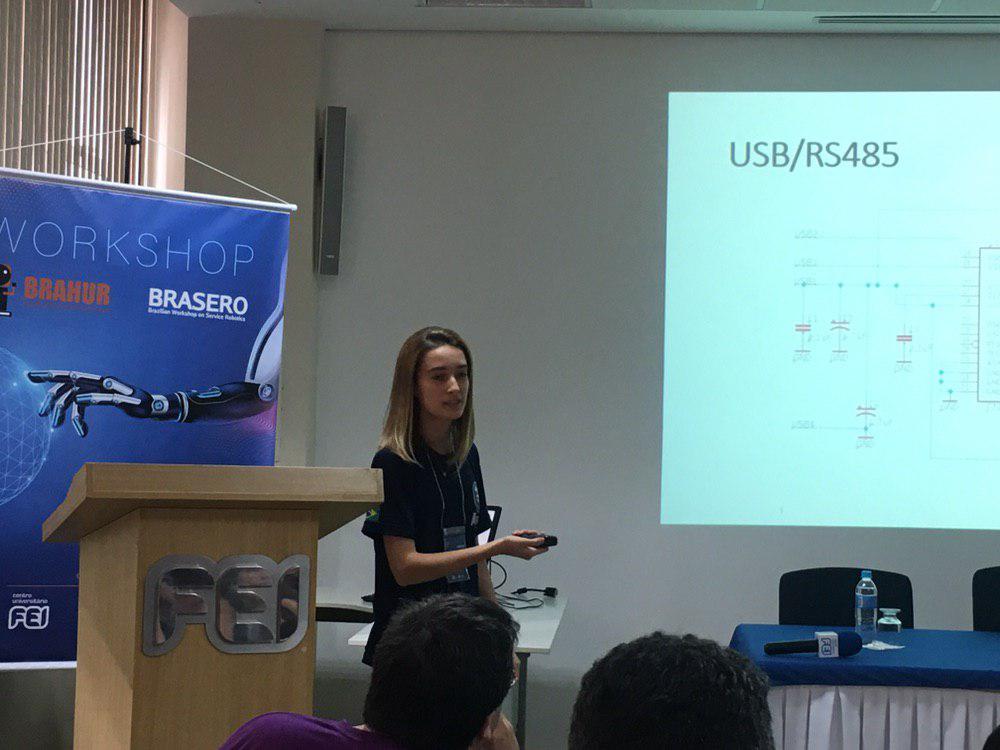 WORKSHOP
BRAHUR
BRASERO
Brazilian Workshop on Service Robotics
centro
universitário
FEI
FEI
USB/RS485
FEI